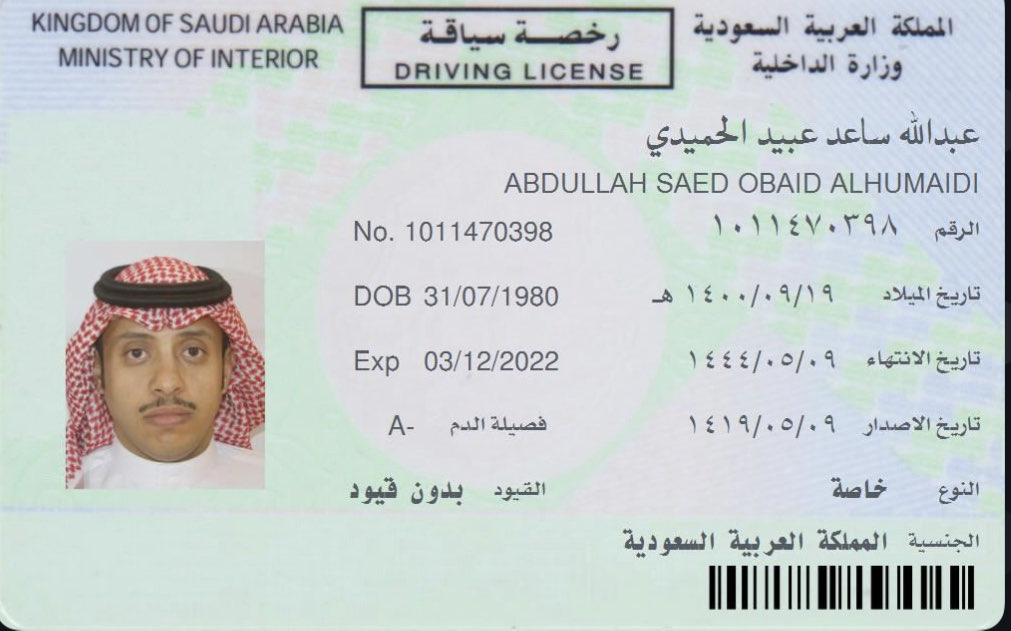 KINGDOM OF SAUDI ARABIA
MINISTRY OF INTERIOR
رخصة سياقة
DRIVING LICENSE
المملكة العربية السعودية
وزارة الداخلية
عبدالله ساعد عبيد الحميدي
ABDULLAH SAED OBAID ALHUMAIDI
الرقم ١٠١١٤٧٠٣٩٨
No. 1011470398
تاريخ الميلاد ١٤٠٠/٠٩/١٩ هـ
DOB 31/07/1980
تاريخ الانتهاء ١٤٤٤/٠٥/٠٩
Exp 03/12/2022
تاريخ الاصدار ١٤١٩/٠٥/٠٩
فصيلة الدم A-
النوع خاصة
القيود بدون قيود
الجنسية المملكة العربية السعودية